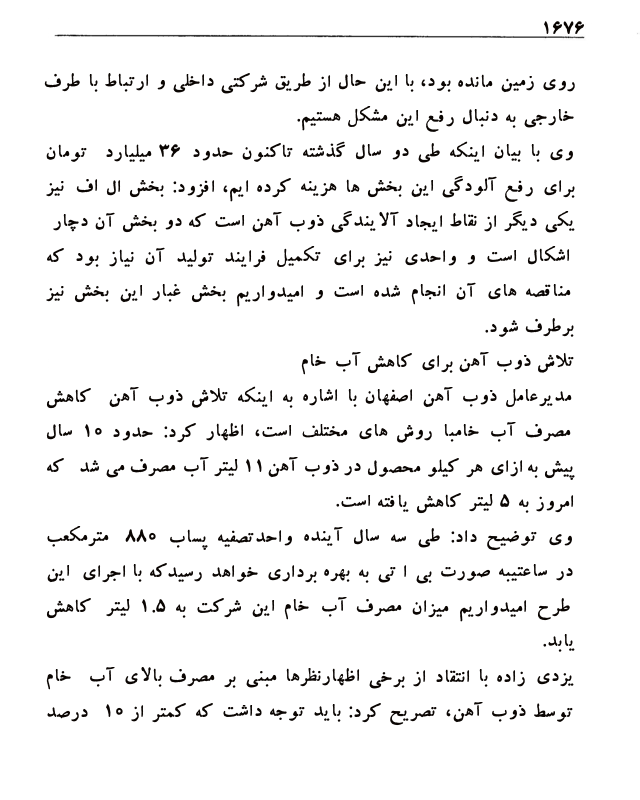 ۱۶۷۶
روی زمین مانده بود، با این حال از طریق شرکتی داخلی و ارتباط با طرف
خارجی به دنبال رفع این مشکل هستیم.
وی با بیان اینکه طی دو سال گذشته تاکنون حدود ۳۶ میلیارد تومان
برای رفع آلودگی این بخش ها هزینه کرده ایم، افزود: بخش ال اف نیز
یکی دیگر از نقاط ایجاد آلایندگی ذوب آهن است که دو بخش آن دچار
اشکال است و واحدی نیز برای تکمیل فرایند تولید آن نیاز بود که
مناقصه های آن انجام شده است و امیدواریم بخش غبار این بخش نیز
برطرف شود.
تلاش ذوب آهن برای کاهش آب خام
مدیرعامل ذوب آهن اصفهان با اشاره به اینکه تلاش ذوب آهن کاهش
مصرف آب خامبا روش های مختلف است، اظهار کرد: حدود ۱۰ سال
پیش به ازای هر کیلو محصول در ذوب آهن ۱۱ لیتر آب مصرف می شد که
امروز به ۵ لیتر کاهش یافته است.
وی توضیح داد: طی سه سال آینده واحدتصفیه پساب ۸۸۰ مترمکعب
در ساعتیبه صورت بی ا تی به بهره برداری خواهد رسیدکه با اجرای این
طرح امیدواریم میزان مصرف آب خام این شرکت به ۱.۵ لیتر کاهش
یابد.
یزدی زاده با انتقاد از برخی اظهارنظرها مبنی بر مصرف بالای آب خام
توسط ذوب آهن، تصریح کرد: باید توجه داشت که کمتر از ۱۰ درصد